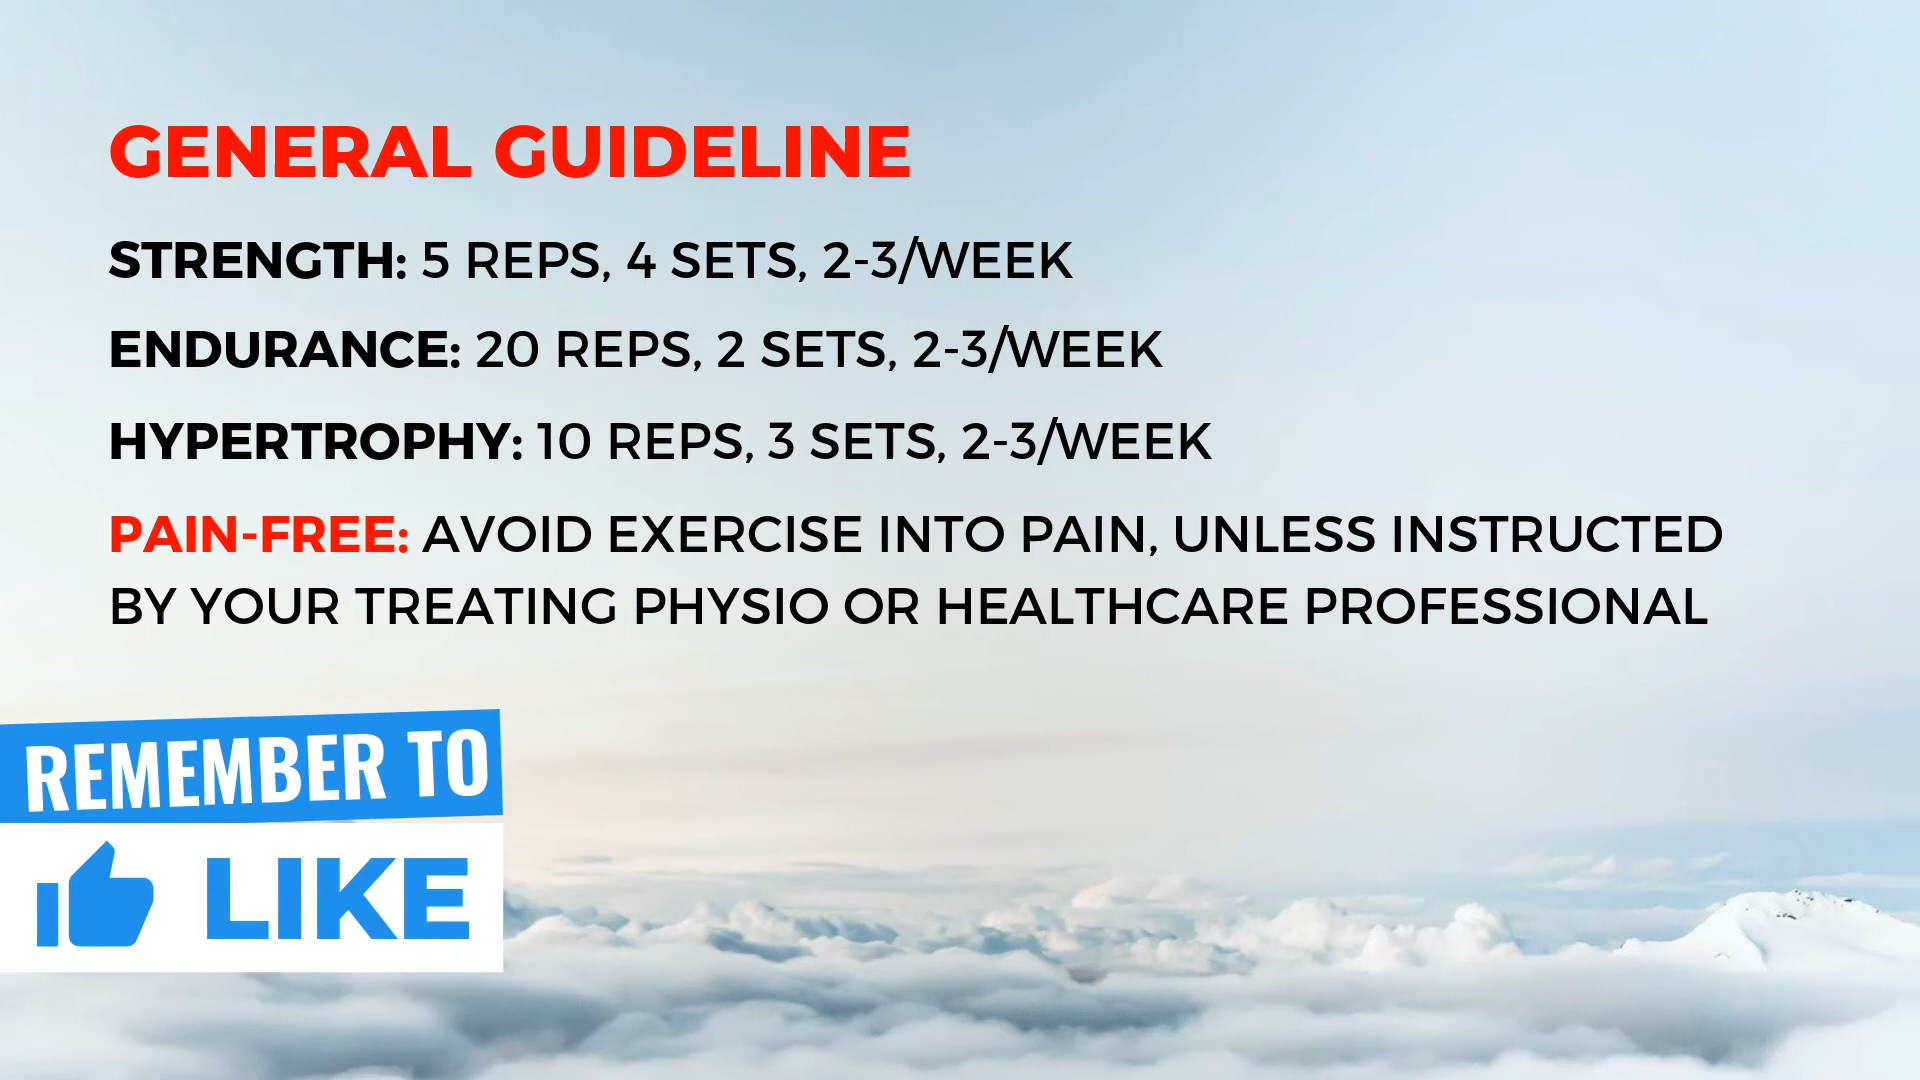 GENERAL GUIDELINE
STRENGTH: 5 REPS, 4 SETS, 2-3/WEEK
ENDURANCE: 20 REPS, 2 SETS, 2-3/WEEK
HYPERTROPHY: 10 REPS, 3 SETS, 2-3/WEEK
PAIN-FREE: AVOID EXERCISE INTO PAIN, UNLESS INSTRUCTED
BY YOUR TREATING PHYSIO OR HEALTHCARE PROFESSIONAL
REMEMBER TO
LIKE